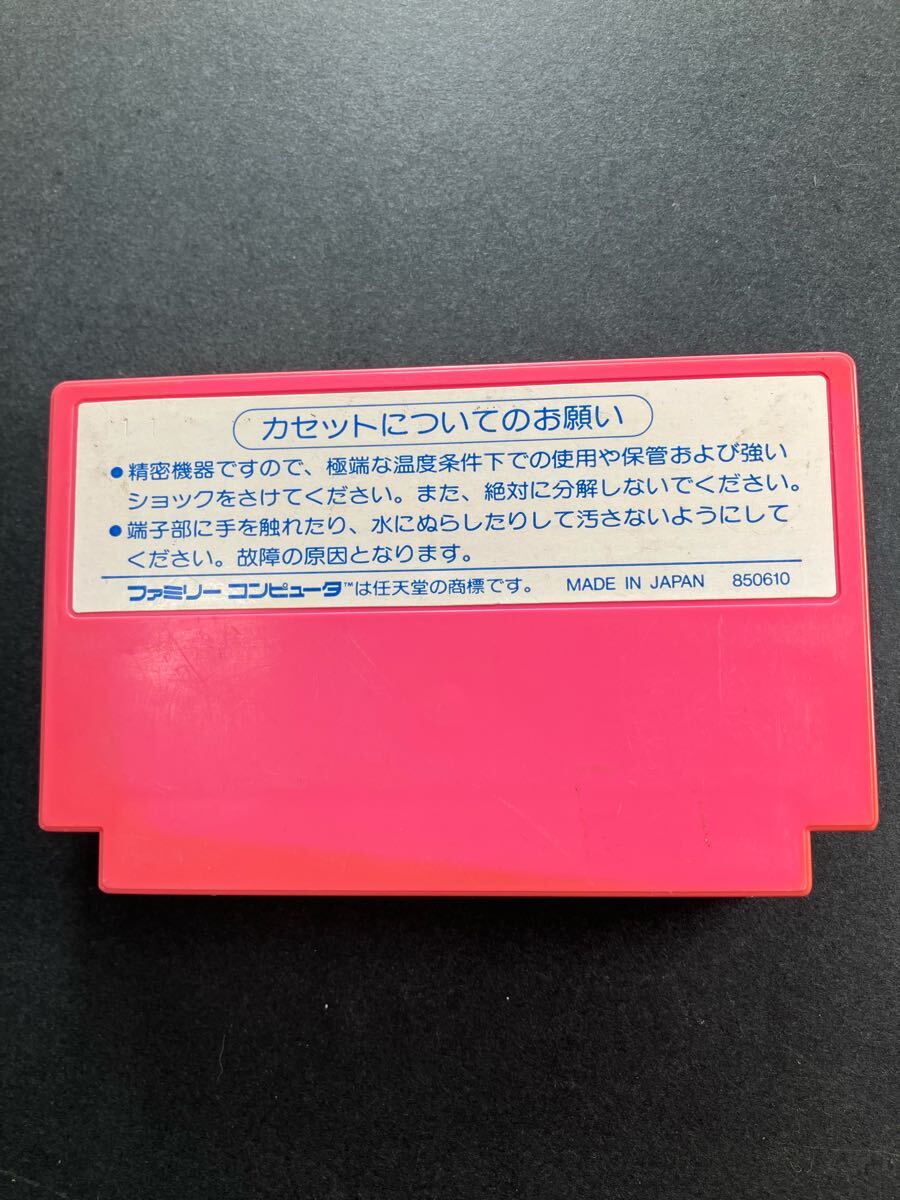 カセットについてのお願い
●精密機器ですので、極端な温度条件下での使用や保管および強い
ショックをさけてください。また、絶対に分解しないでください。
●端子部に手を触れたり、水にぬらしたりして汚さないようにして
ください。故障の原因となります。
ファミリー コンピュータ™は任天堂の商標です。 MADE IN JAPAN 850610